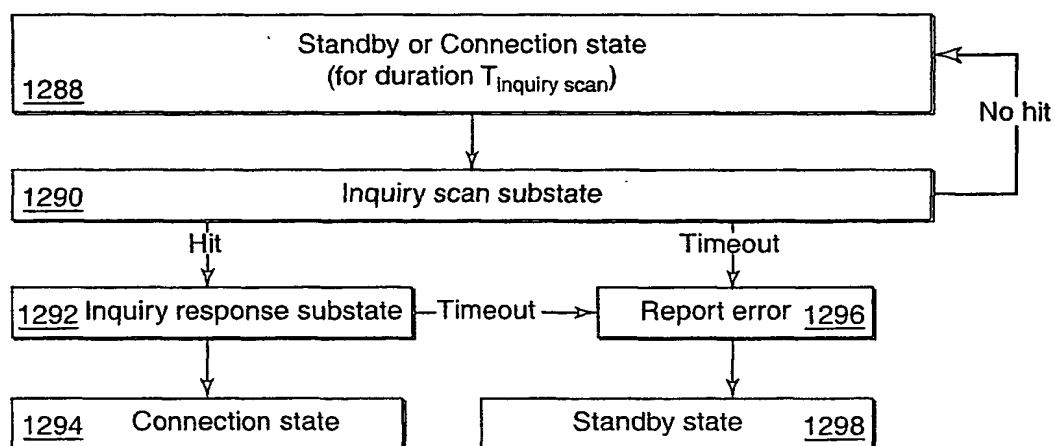 Standby or Connection state
(for duration Tinquiry scan)
1288
No hit
1290 Inquiry scan substate
Hit
Timeout
1292 Inquiry response substate
Timeout
Report error 1296
1294 Connection state
Standby state 1298